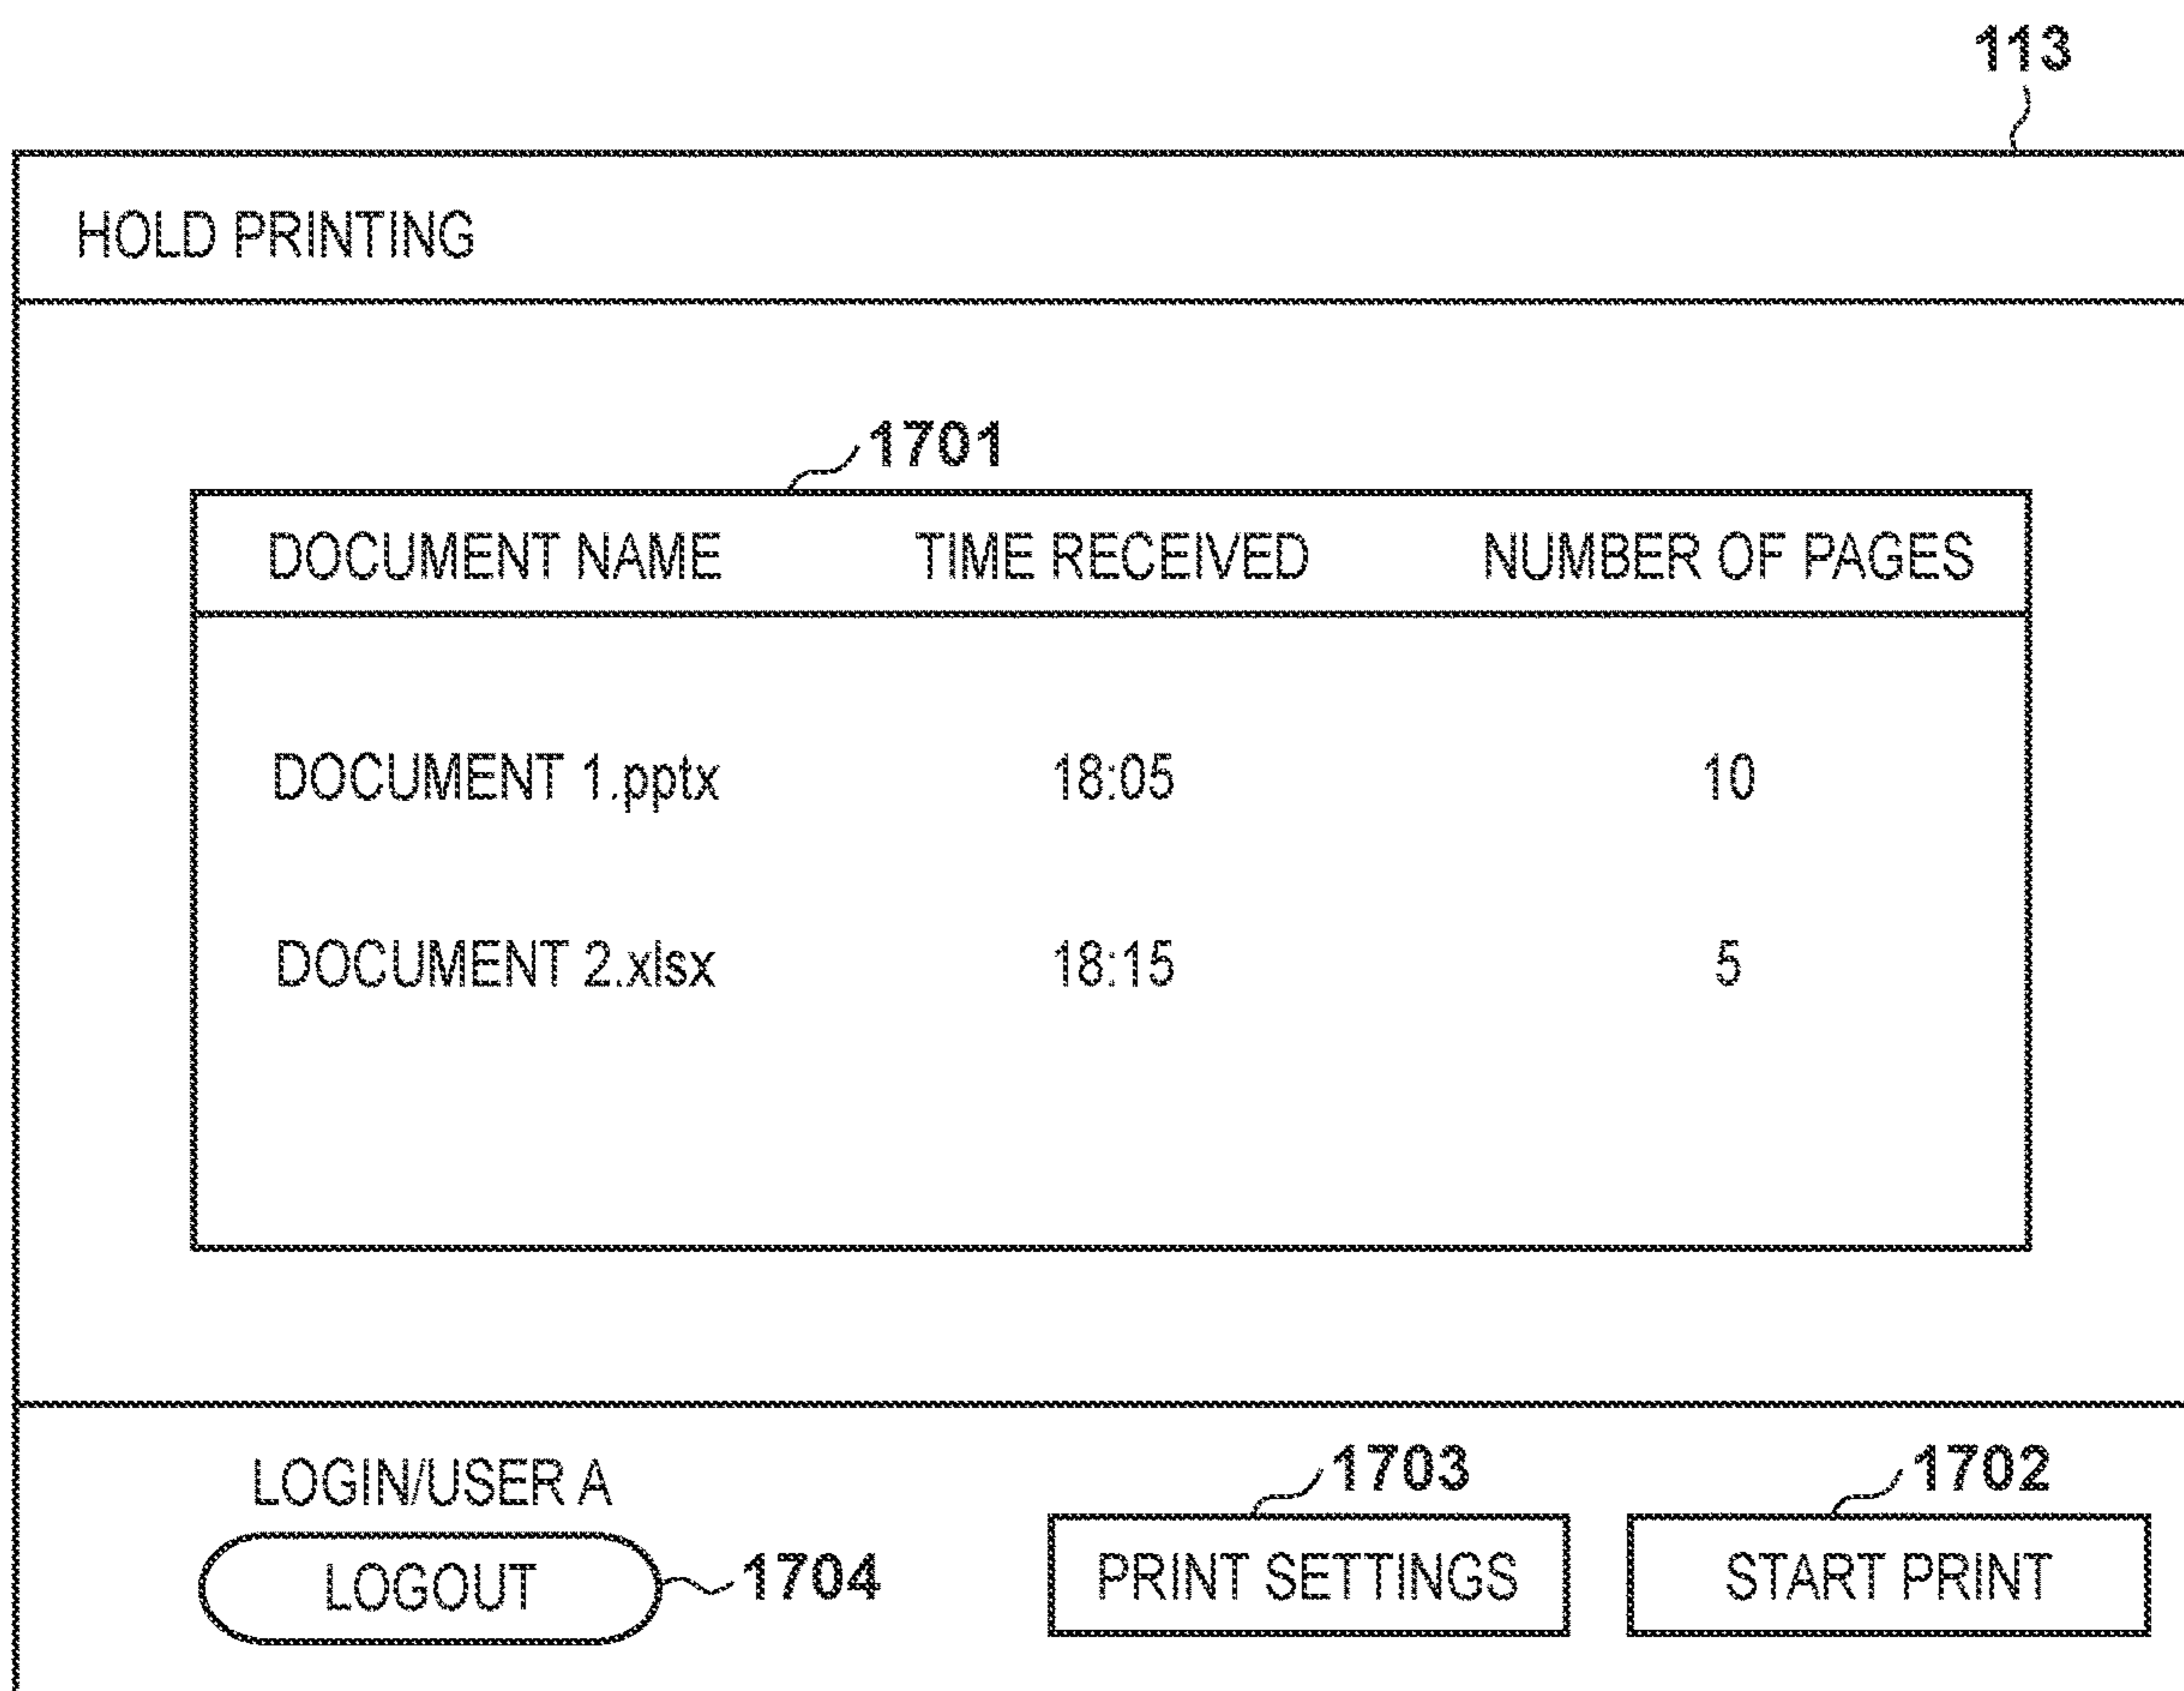 113
HOLD PRINTING
1701
DOCUMENT NAME TIME RECEIVED NUMBER OF PAGES
DOCUMENT 1.pptx 18:05 10
DOCUMENT 2.xlsx 18:15 5
LOGIN/USER A 1703 1702
LOGOUT 1704 PRINT SETTINGS START PRINT